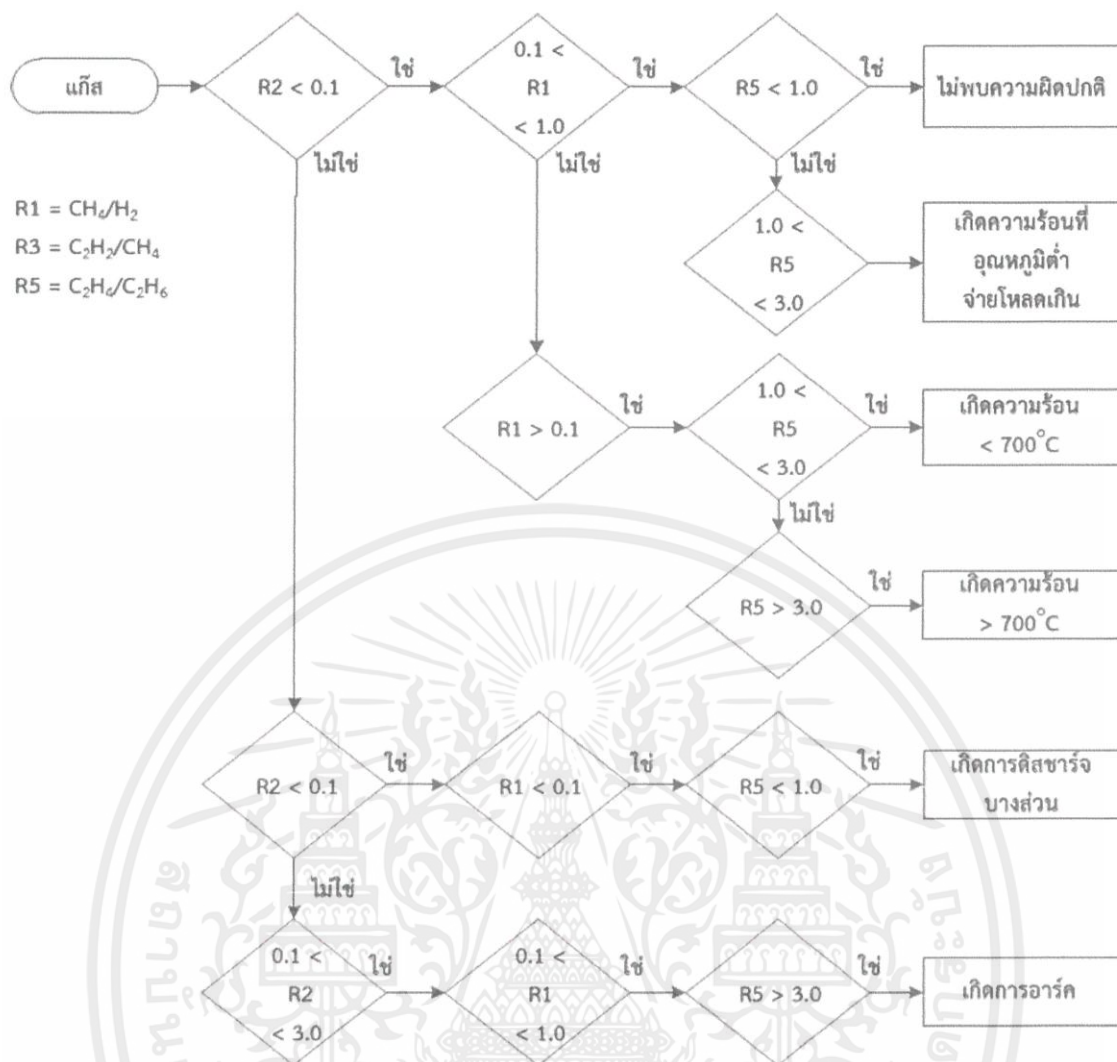 แก๊ส
R2 < 0.1
ใช่
0.1 <
R1
< 1.0
ใช่
R5 < 1.0
ใช่
ไม่พบความผิดปกติ
ไม่ใช่
ไม่ใช่
ไม่ใช่
R1 = CH₄/H₂
R3 = C₂H₂/CH₄
R5 = C₂H₄/C₂H₆
1.0 <
R5
< 3.0
เกิดความร้อนที่
อุณหภูมิต่ำ
จ่ายโหลดเกิน
R1 > 0.1
ใช่
1.0 <
R5
< 3.0
ใช่
เกิดความร้อน
< 700°C
ไม่ใช่
R5 > 3.0
ใช่
เกิดความร้อน
> 700°C
R2 < 0.1
ใช่
R1 < 0.1
ใช่
R5 < 1.0
ใช่
เกิดการดิสชาร์จ
บางส่วน
ไม่ใช่
0.1 <
R2
< 3.0
ใช่
0.1 <
R1
< 1.0
ใช่
R5 > 3.0
ใช่
เกิดการอาร์ค